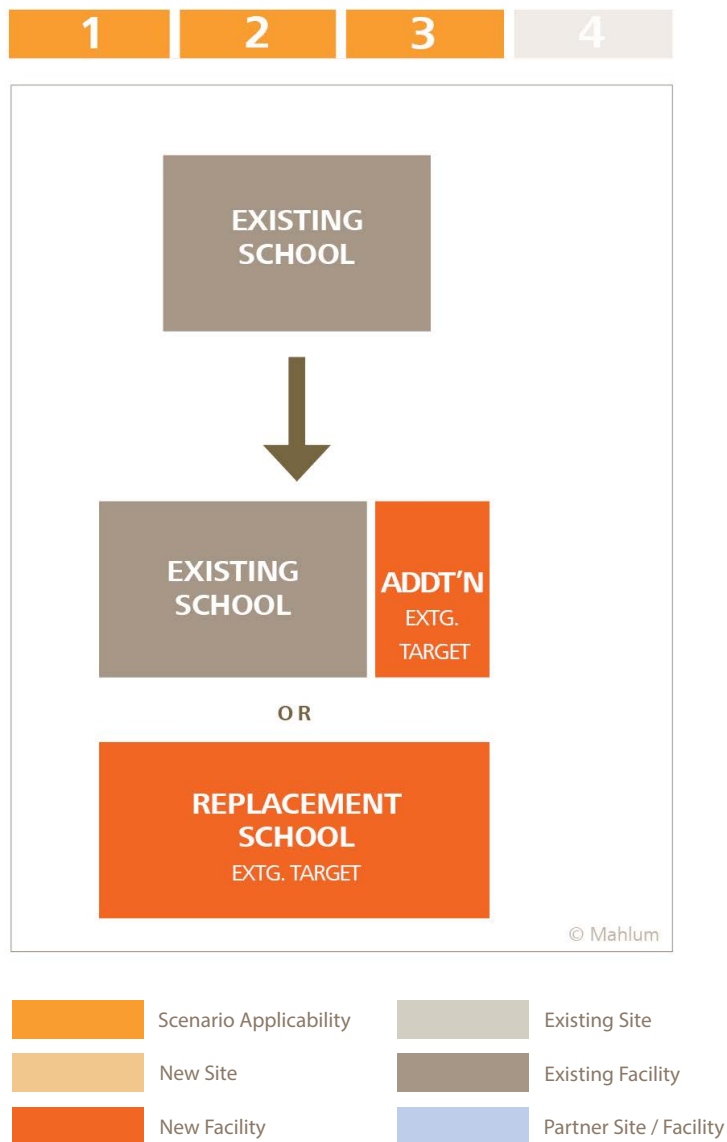 1 2 3 4
EXISTING
SCHOOL
EXISTING
SCHOOL
ADDT'N
EXTG.
TARGET
OR
REPLACEMENT
SCHOOL
EXTG. TARGET
© Mahlum
Scenario Applicability
Existing Site
New Site
Existing Facility
New Facility
Partner Site / Facility